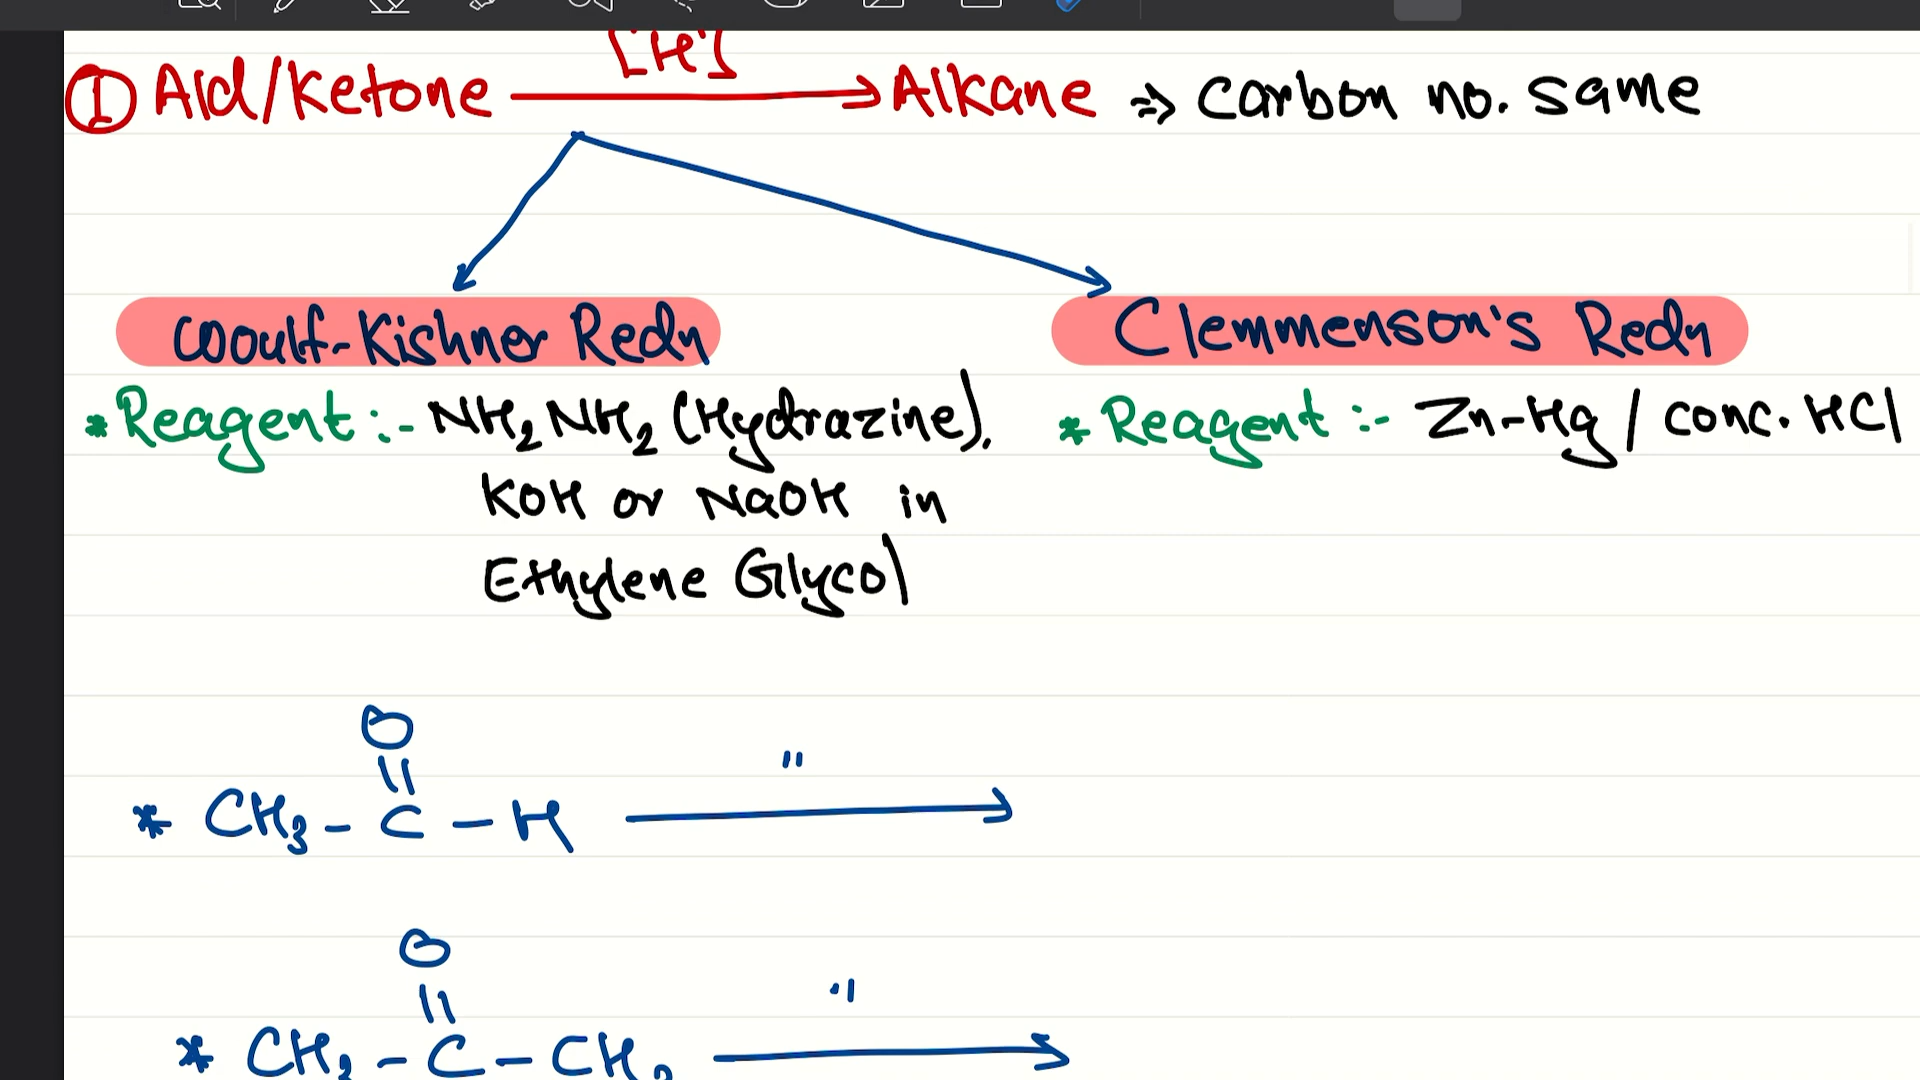 ① Ald/Ketone [H] → Alkane ⇒ Carbon no. same
Woulf-Kishner Redn
Clemmenson's Redn
* Reagent :- NH₂NH₂ (Hydrazine),
KOH or NaOH in
Ethylene Glycol
* Reagent :- Zn-Hg / conc. HCl
O
||
* CH₃ - C - H " →
O
||
* CH₃ - C - CH₃ " →